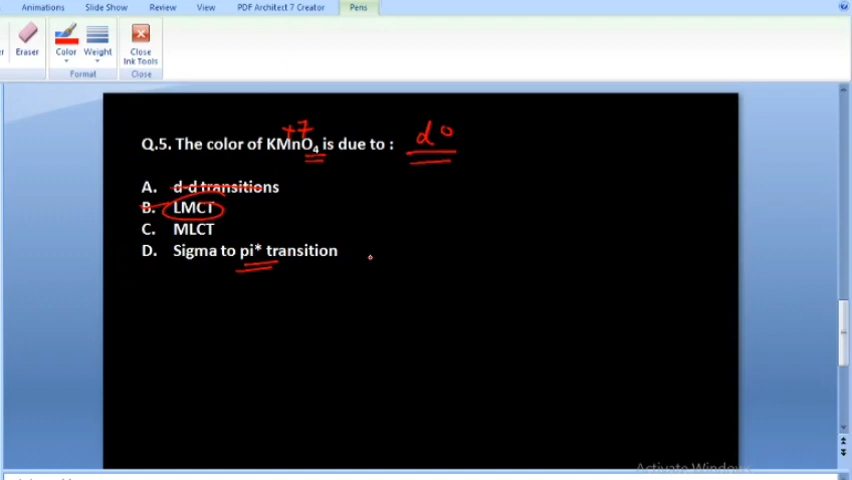 Animations Slide Show Review View PDF Architect 7 Creator Pens
Eraser Color Weight Close Ink Tools
Format Close
+7
Q.5. The color of KMnO4 is due to : d0
A. d-d transitions
B. LMCT
C. MLCT
D. Sigma to pi* transition
Activate Windows